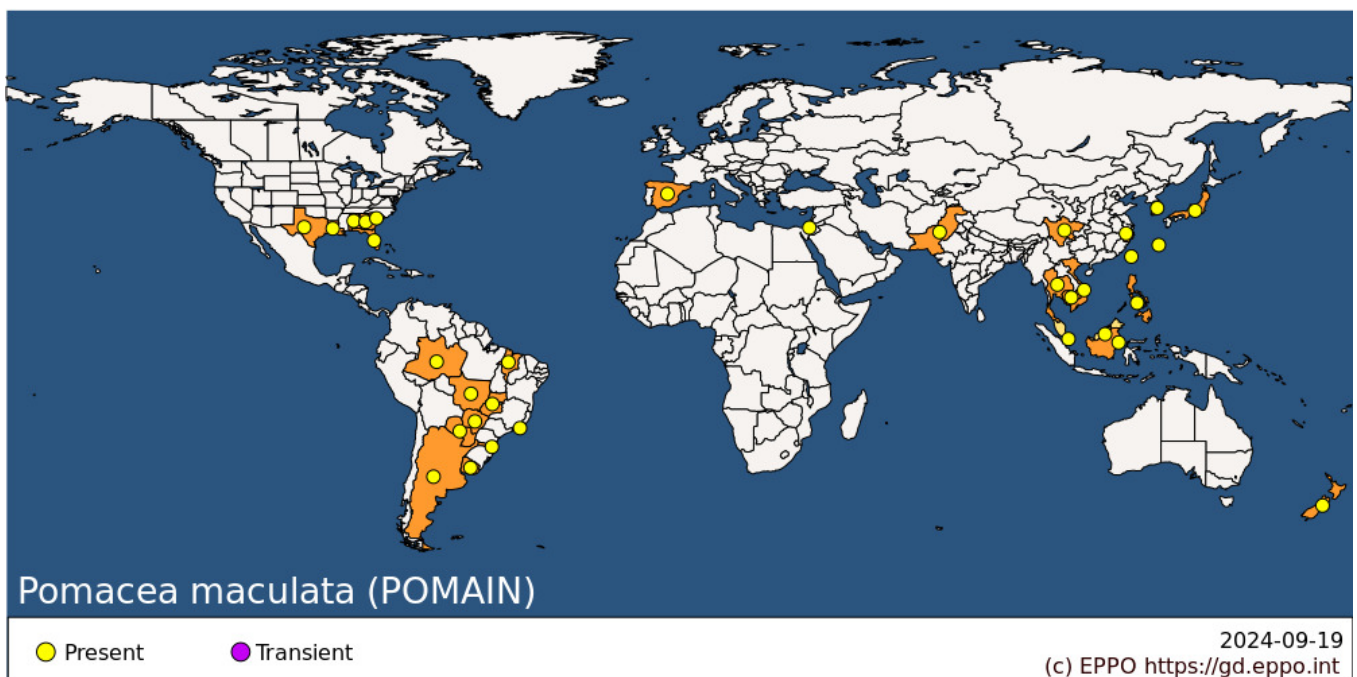 Pomacea maculata (POMAIN)
Present
Transient
2024-09-19
(c) EPPO https://gd.eppo.int